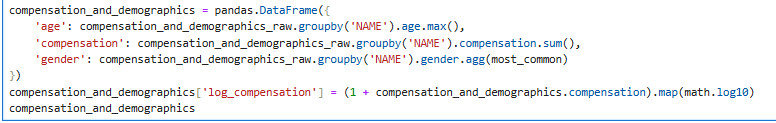 compensation_and_demographics = pandas.DataFrame({
    'age': compensation_and_demographics_raw.groupby('NAME').age.max(),
    'compensation': compensation_and_demographics_raw.groupby('NAME').compensation.sum(),
    'gender': compensation_and_demographics_raw.groupby('NAME').gender.agg(most_common)
})
compensation_and_demographics['log_compensation'] = (1 + compensation_and_demographics.compensation).map(math.log10)
compensation_and_demographics